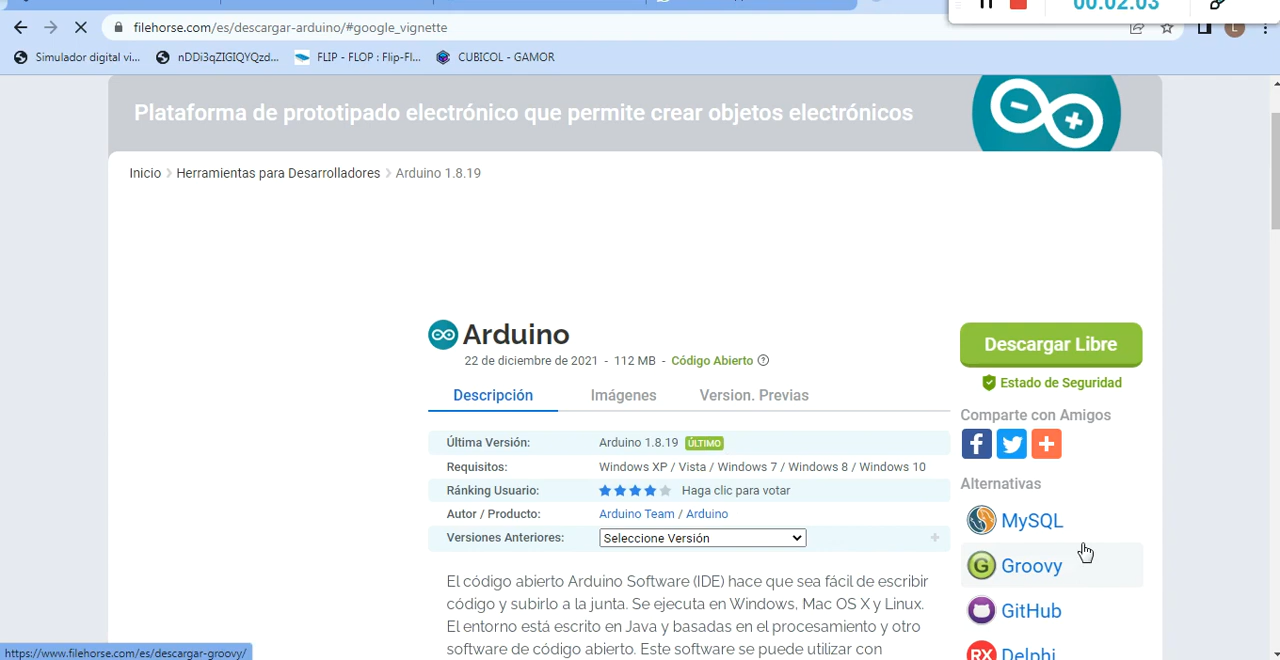 00:02:03
filehorse.com/es/descargar-arduino/#google_vignette
L
Simulador digital vi... nDDi3qZIGIQYQzd... FLIP - FLOP : Flip-Fl... CUBICOL - GAMOR
Plataforma de prototipado electrónico que permite crear objetos electrónicos
Inicio > Herramientas para Desarrolladores > Arduino 1.8.19
Arduino
22 de diciembre de 2021 - 112 MB - Código Abierto ?
Descripción Imágenes Version. Previas
Última Versión: Arduino 1.8.19 ÚLTIMO
Requisitos: Windows XP / Vista / Windows 7 / Windows 8 / Windows 10
Ránking Usuario: Haga clic para votar
Autor / Producto: Arduino Team / Arduino
Versiones Anteriores: Seleccione Versión +
El código abierto Arduino Software (IDE) hace que sea fácil de escribir
código y subirlo a la junta. Se ejecuta en Windows, Mac OS X y Linux.
El entorno está escrito en Java y basadas en el procesamiento y otro
software de código abierto. Este software se puede utilizar con
Descargar Libre
Estado de Seguridad
Comparte con Amigos
Alternativas
MySQL
G Groovy
GitHub
RX Delphi
https://www.filehorse.com/es/descargar-groovy/